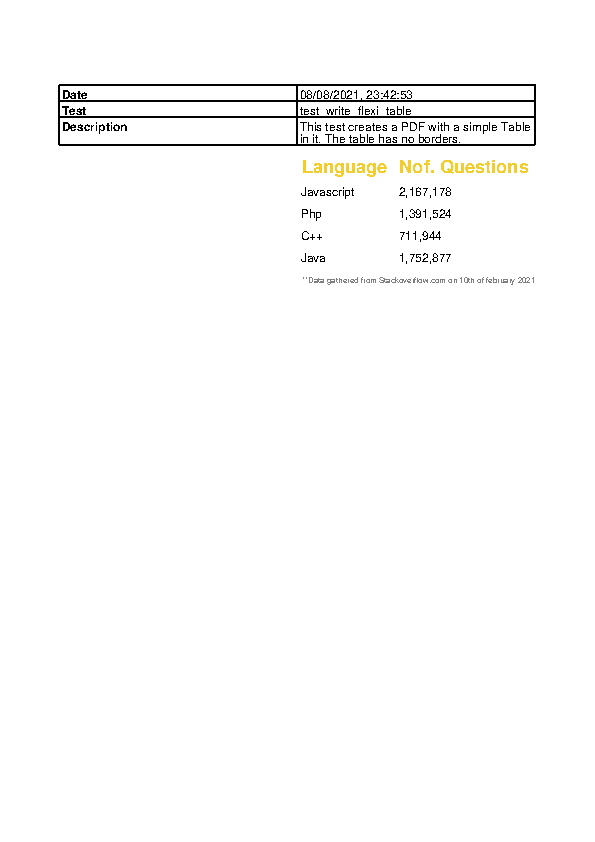 Date 08/08/2021, 23:42:53
Test test_write_flexi_table
Description This test creates a PDF with a simple Table
in it. The table has no borders.
Language Nof. Questions
Javascript 2,167,178
Php 1,391,524
C++ 711,944
Java 1,752,877
**Data gathered from Stackoverflow.com on 10th of february 2021